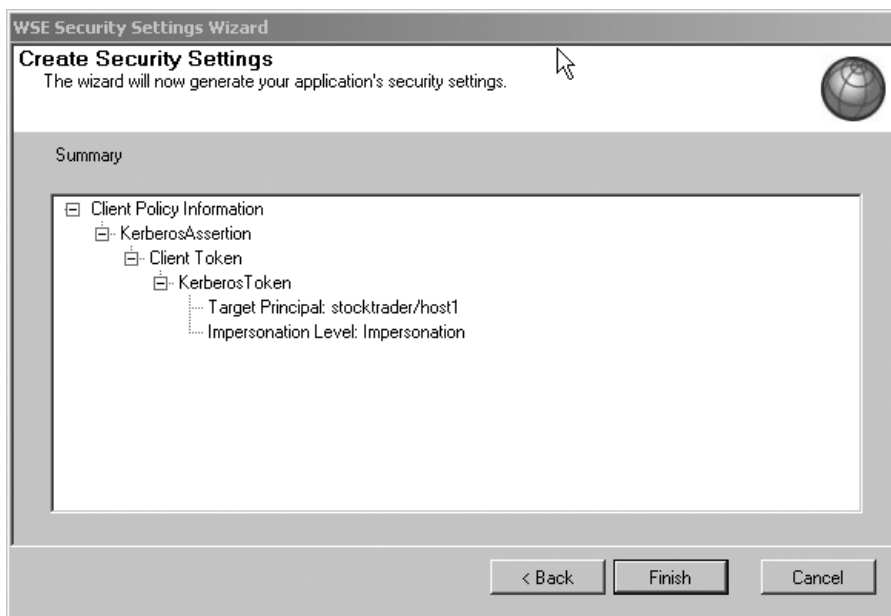 WSE Security Settings Wizard
Create Security Settings
The wizard will now generate your application's security settings.
Summary
Client Policy Information
KerberosAssertion
Client Token
KerberosToken
Target Principal: stocktrader/host1
Impersonation Level: Impersonation
< Back
Finish
Cancel